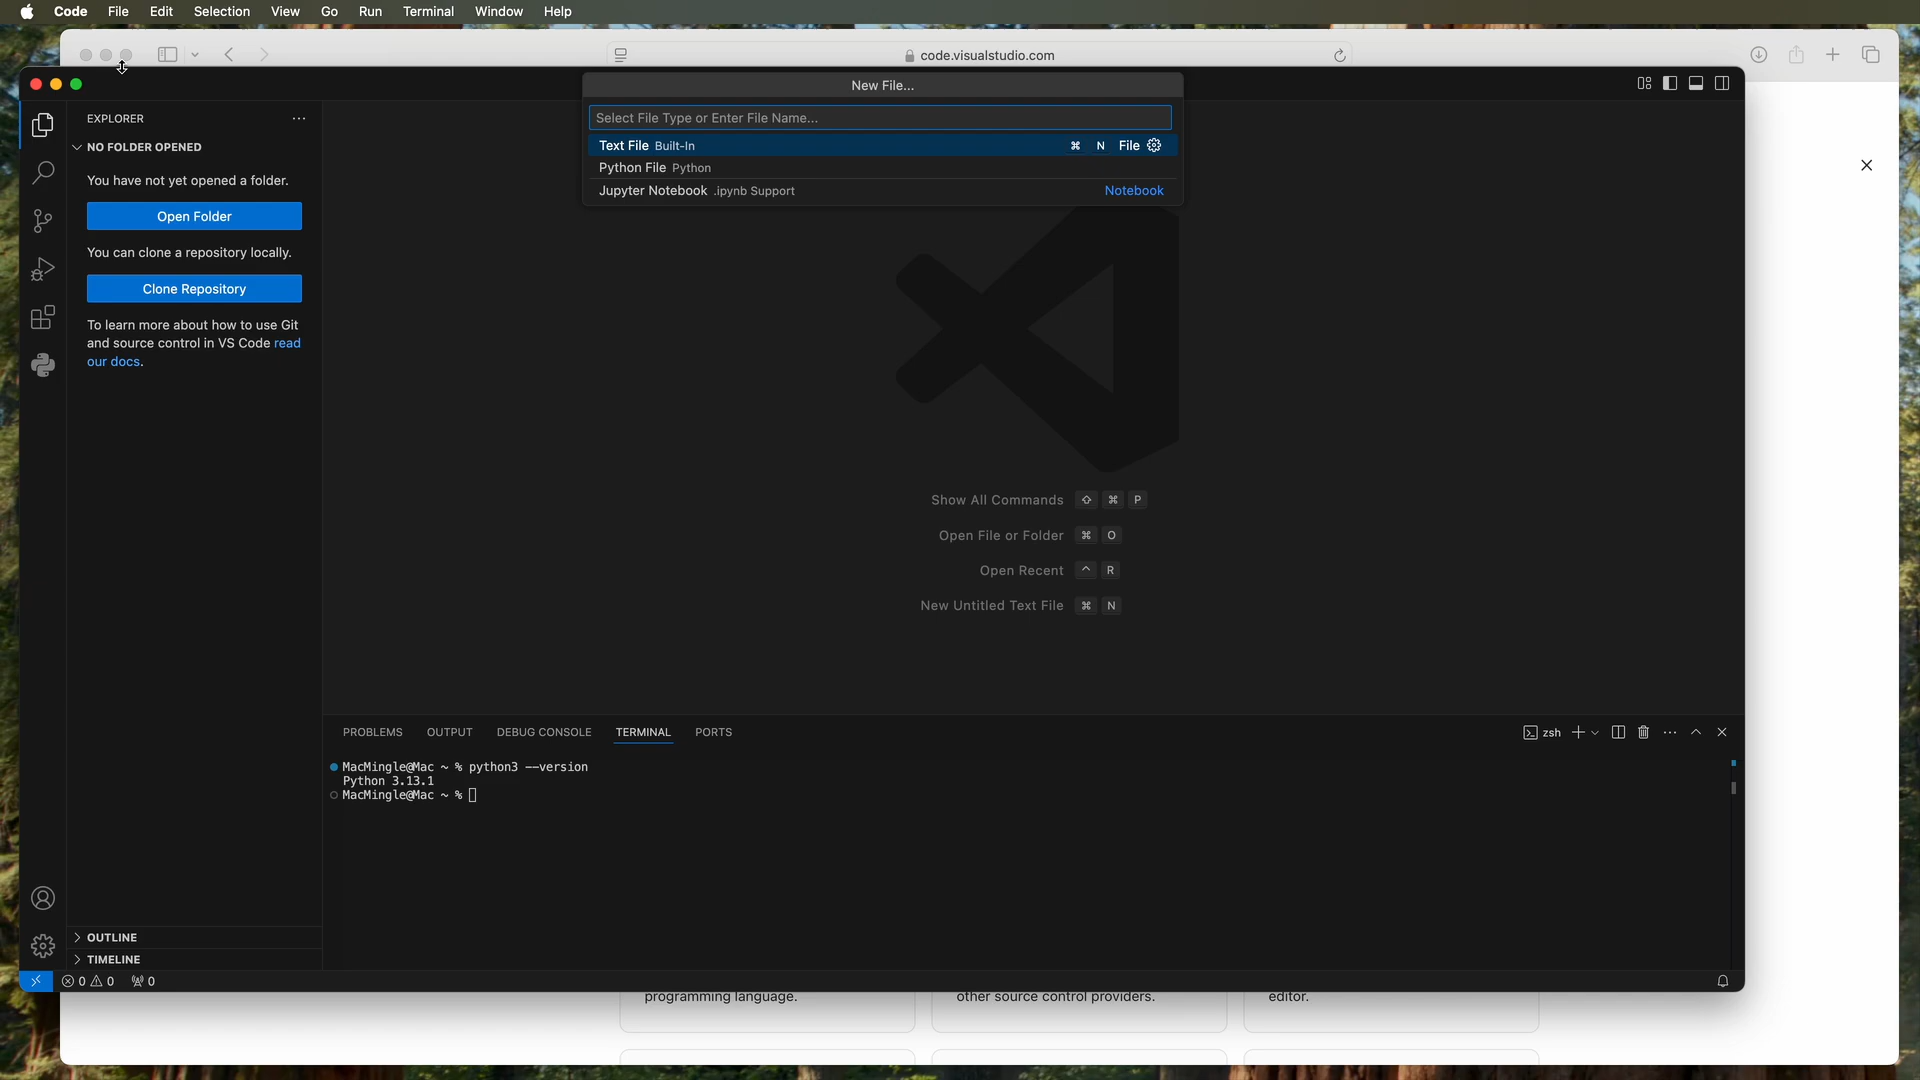 Code File Edit Selection View Go Run Terminal Window Help
code.visualstudio.com
New File...
Select File Type or Enter File Name...
Text File Built-In ⌘ N File
Python File Python
Jupyter Notebook .ipynb Support Notebook
EXPLORER
NO FOLDER OPENED
You have not yet opened a folder.
Open Folder
You can clone a repository locally.
Clone Repository
To learn more about how to use Git
and source control in VS Code read
our docs.
Show All Commands ⇧ ⌘ P
Open File or Folder ⌘ O
Open Recent ^ R
New Untitled Text File ⌘ N
PROBLEMS OUTPUT DEBUG CONSOLE TERMINAL PORTS
zsh
MacMingle@Mac ~ % python3 --version
Python 3.13.1
MacMingle@Mac ~ %
OUTLINE
TIMELINE
0 0 0
programming language.
other source control providers.
editor.